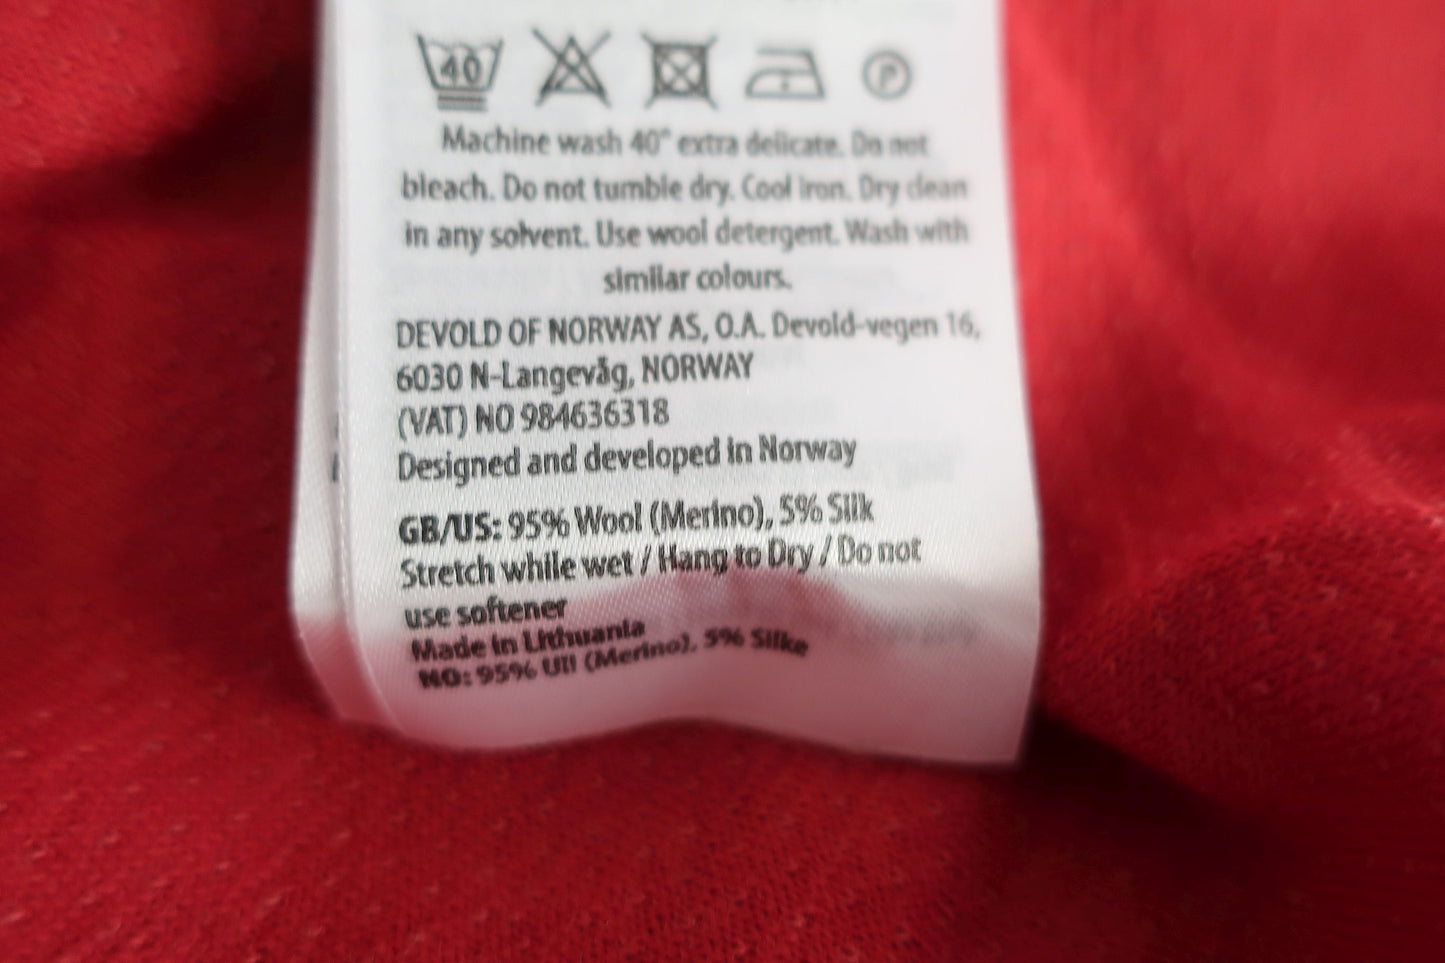 40
P
Machine wash 40° extra delicate. Do not
bleach. Do not tumble dry. Cool iron. Dry clean
in any solvent. Use wool detergent. Wash with
similar colours.
DEVOLD OF NORWAY AS, O.A. Devold-vegen 16,
6030 N-Langevåg, NORWAY
(VAT) NO 984636318
Designed and developed in Norway
GB/US: 95% Wool (Merino), 5% Silk
Stretch while wet / Hang to Dry / Do not
use softener
Made in Lithuania
NO: 95% Ull (Merino), 5% Silke